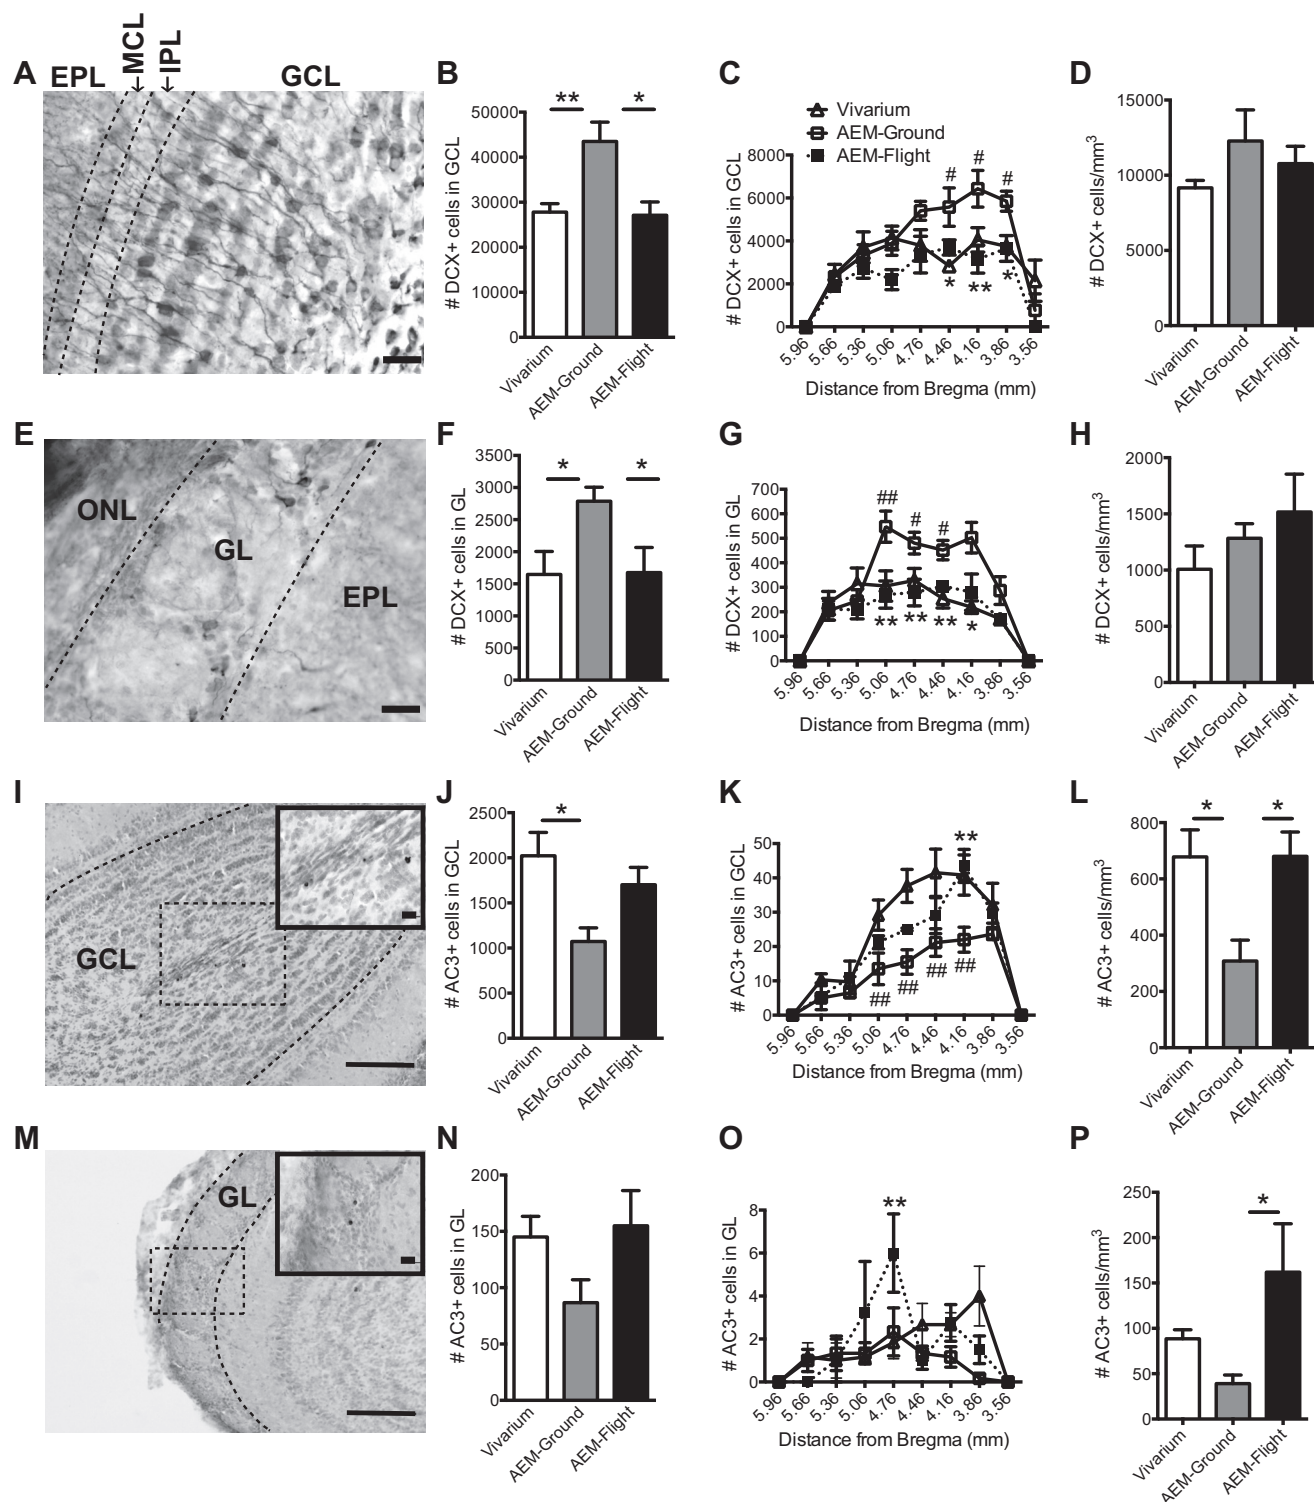 A
EPL
←MCL
←IPL
GCL
B
# DCX+ cells in GCL
50000
40000
30000
20000
10000
0
** *
Vivarium
AEM-Ground
AEM-Flight
C
Vivarium
AEM-Ground
AEM-Flight
# DCX+ cells in GCL
8000
6000
4000
2000
0
# # #
* ** *
5.96 5.66 5.36 5.06 4.76 4.46 4.16 3.86 3.56
Distance from Bregma (mm)
D
# DCX+ cells/mm³
15000
10000
5000
0
Vivarium
AEM-Ground
AEM-Flight
E
ONL
GL
EPL
F
# DCX+ cells in GL
3500
3000
2500
2000
1500
1000
500
0
* *
Vivarium
AEM-Ground
AEM-Flight
G
# DCX+ cells in GL
700
600
500
400
300
200
100
0
## # #
** ** ** *
5.96 5.66 5.36 5.06 4.76 4.46 4.16 3.86 3.56
Distance from Bregma (mm)
H
# DCX+ cells/mm³
2000
1500
1000
500
0
Vivarium
AEM-Ground
AEM-Flight
I
GCL
J
# AC3+ cells in GCL
2500
2000
1500
1000
500
0
*
Vivarium
AEM-Ground
AEM-Flight
K
# AC3+ cells in GCL
50
40
30
20
10
0
**
## ## ## ##
5.96 5.66 5.36 5.06 4.76 4.46 4.16 3.86 3.56
Distance from Bregma (mm)
L
# AC3+ cells/mm³
800
600
400
200
0
* *
Vivarium
AEM-Ground
AEM-Flight
M
GL
N
# AC3+ cells in GL
200
150
100
50
0
Vivarium
AEM-Ground
AEM-Flight
O
# AC3+ cells in GL
8
6
4
2
0
**
5.96 5.66 5.36 5.06 4.76 4.46 4.16 3.86 3.56
Distance from Bregma (mm)
P
# AC3+ cells/mm³
250
200
150
100
50
0
*
Vivarium
AEM-Ground
AEM-Flight